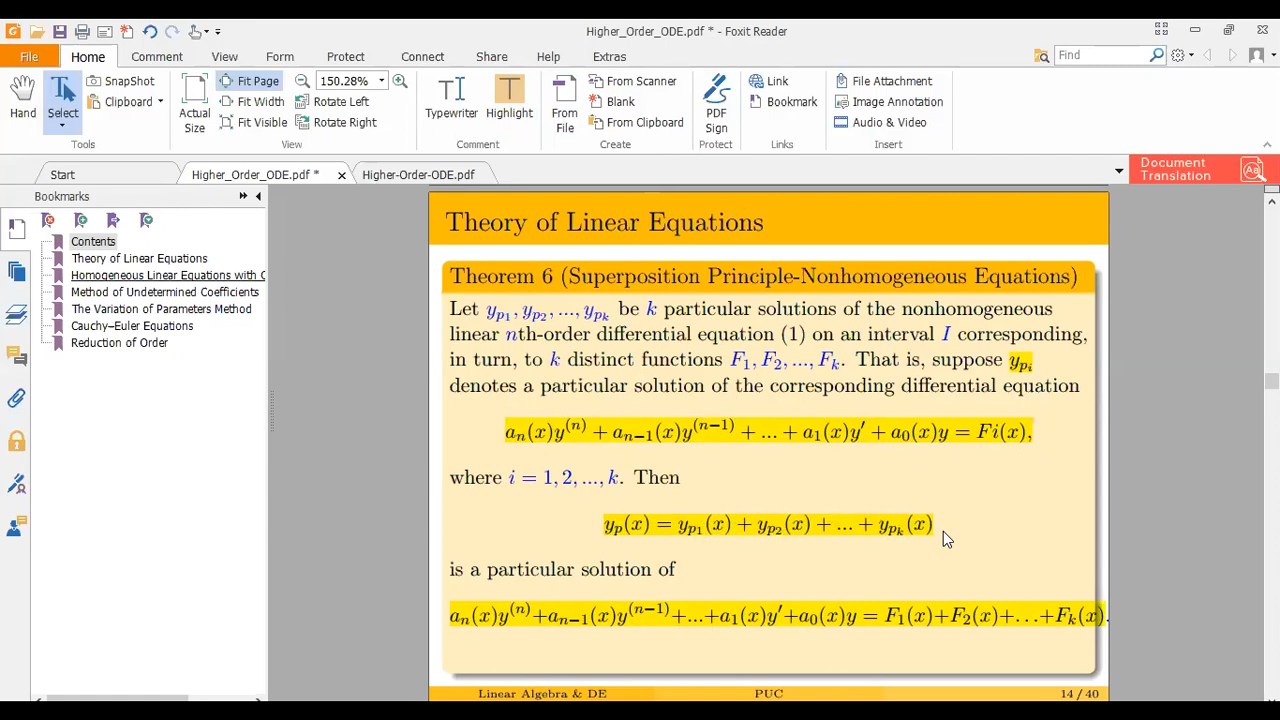 Higher_Order_ODE.pdf * - Foxit Reader
File Home Comment View Form Protect Connect Share Help Extras Find
Hand Select SnapShot Clipboard
Tools
Actual Size Fit Page Fit Width Fit Visible 150.28% Rotate Left Rotate Right
View
Typewriter Highlight
Comment
From File From Scanner Blank From Clipboard
Create
PDF Sign
Protect
Link Bookmark
Links
File Attachment Image Annotation Audio & Video
Insert
Start Higher_Order_ODE.pdf * Higher-Order-ODE.pdf
Document Translation
Bookmarks
Contents
Theory of Linear Equations
Homogeneous Linear Equations with C
Method of Undetermined Coefficients
The Variation of Parameters Method
Cauchy–Euler Equations
Reduction of Order
Theory of Linear Equations
Theorem 6 (Superposition Principle-Nonhomogeneous Equations)
Let y_{p_1}, y_{p_2}, ..., y_{p_k} be k particular solutions of the nonhomogeneous
linear nth-order differential equation (1) on an interval I corresponding,
in turn, to k distinct functions F_1, F_2, ..., F_k. That is, suppose y_{p_i}
denotes a particular solution of the corresponding differential equation
a_n(x)y^{(n)} + a_{n−1}(x)y^{(n−1)} + ... + a_1(x)y′ + a_0(x)y = Fi(x),
where i = 1, 2, ..., k. Then
y_p(x) = y_{p_1}(x) + y_{p_2}(x) + ... + y_{p_k}(x)
is a particular solution of
a_n(x)y^{(n)}+a_{n−1}(x)y^{(n−1)}+...+a_1(x)y′+a_0(x)y = F_1(x)+F_2(x)+...+F_k(x).
Linear Algebra & DE PUC 14 / 40